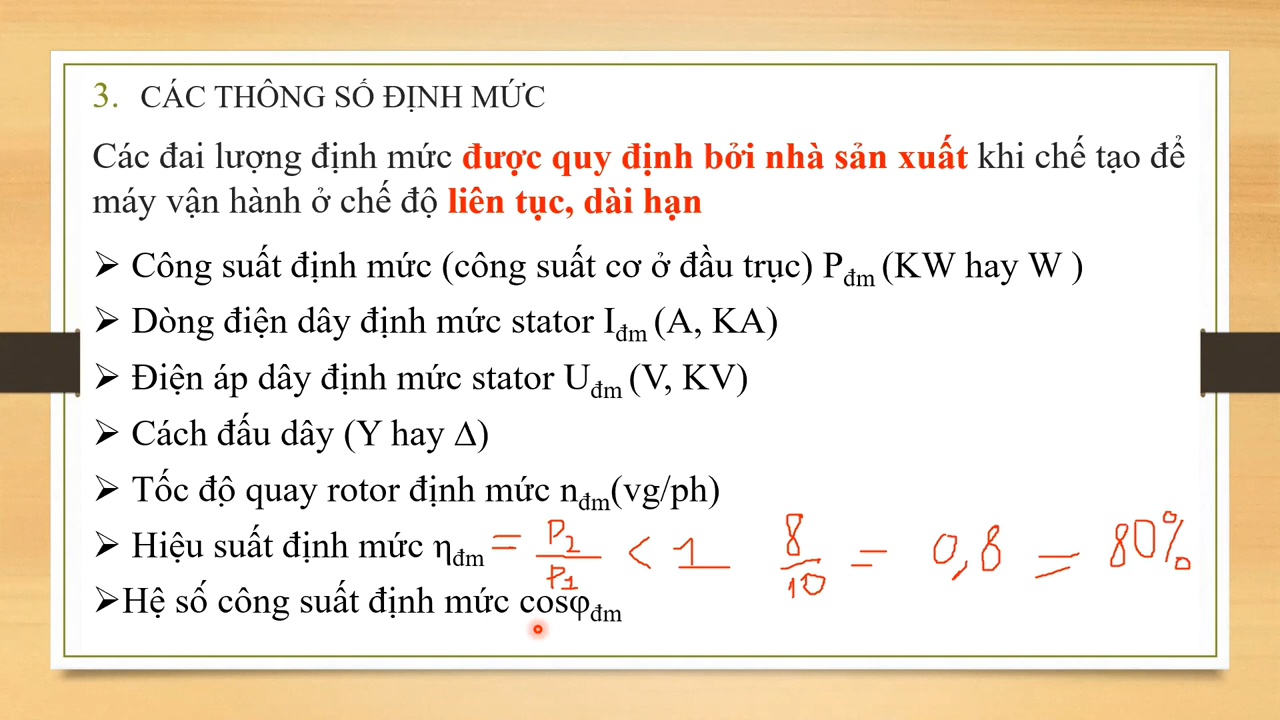 3. CÁC THÔNG SỐ ĐỊNH MỨC
Các đai lượng định mức được quy định bởi nhà sản xuất khi chế tạo để
máy vận hành ở chế độ liên tục, dài hạn
➢ Công suất định mức (công suất cơ ở đầu trục) Pđm (KW hay W )
➢ Dòng điện dây định mức stator Iđm (A, KA)
➢ Điện áp dây định mức stator Uđm (V, KV)
➢ Cách đấu dây (Y hay Δ)
➢ Tốc độ quay rotor định mức nđm(vg/ph)
➢ Hiệu suất định mức ηđm = P2/P1 < 1 8/10 = 0,8 = 80%
➢Hệ số công suất định mức cosφđm